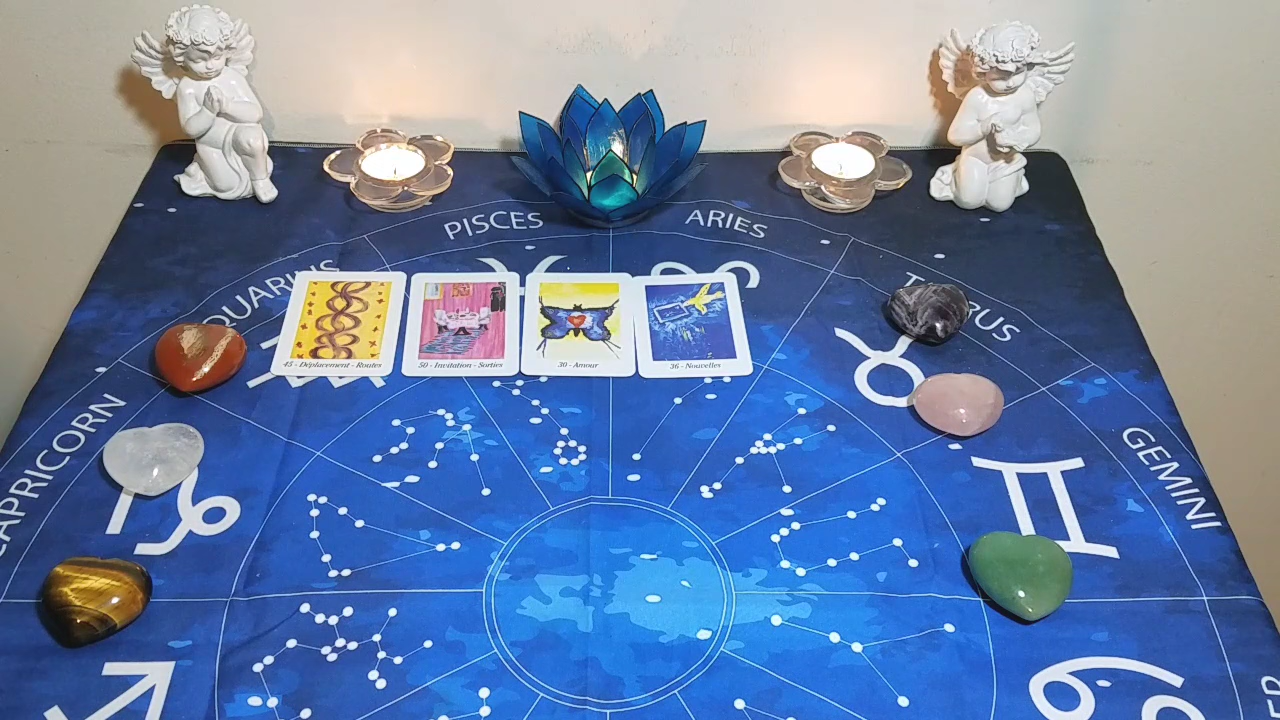 PISCES
ARIES
AQUARIUS
TAURUS
45 - Déplacement - Routes
50 - Invitation - Sorties
30 - Amour
36 - Nouvelles
CAPRICORN
GEMINI